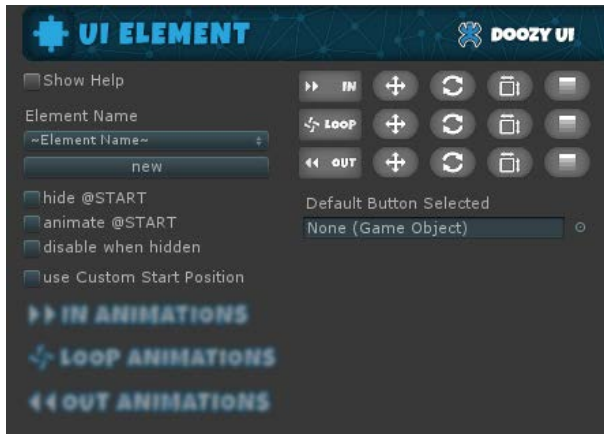 UI ELEMENT
DOOZY UI
Show Help
Element Name
~Element Name~
new
hide @START
animate @START
disable when hidden
use Custom Start Position
IN ANIMATIONS
LOOP ANIMATIONS
OUT ANIMATIONS
IN
LOOP
OUT
Default Button Selected
None (Game Object)